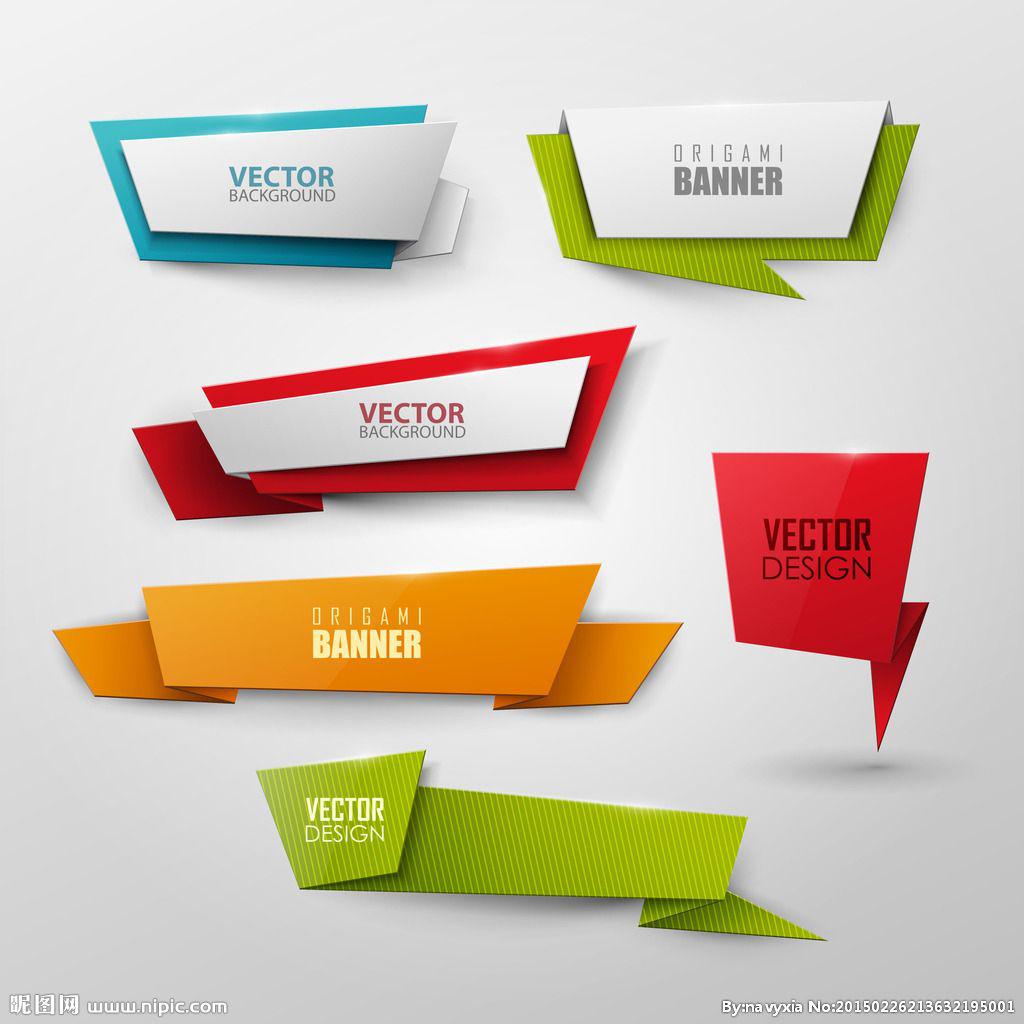 VECTOR
BACKGROUND
ORIGAMI
BANNER
VECTOR
BACKGROUND
VECTOR
DESIGN
ORIGAMI
BANNER
VECTOR
DESIGN
昵图网 www.nipic.com
By:navyxia No:20150226213632195001